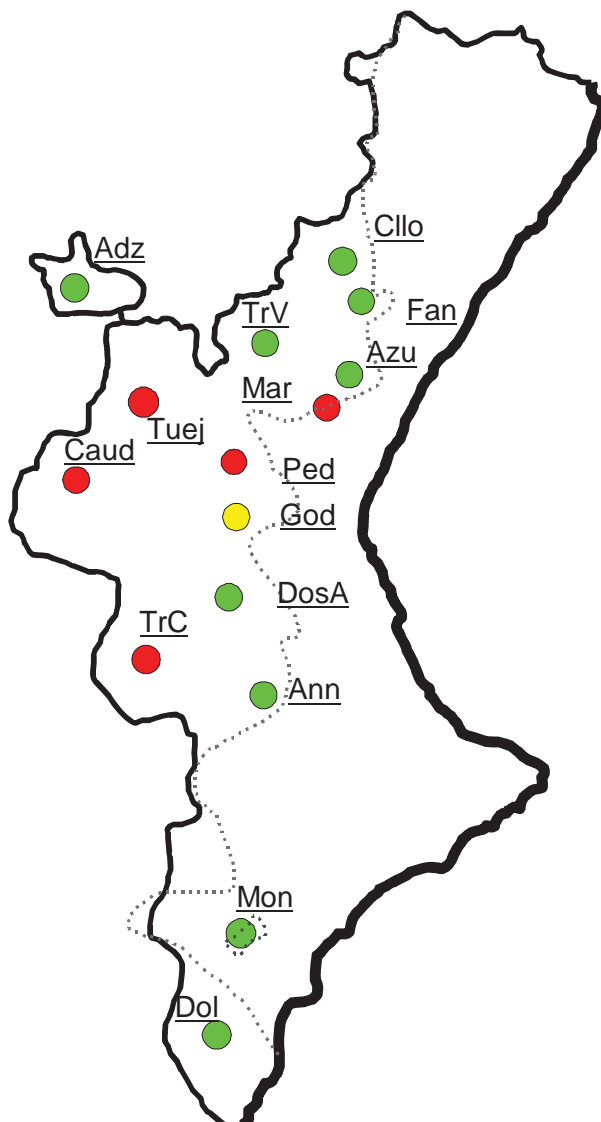 Cllo
Adz
Fan
TrV
Azu
Mar
Tuej
Caud
Ped
God
DosA
TrC
Ann
Mon
Dol